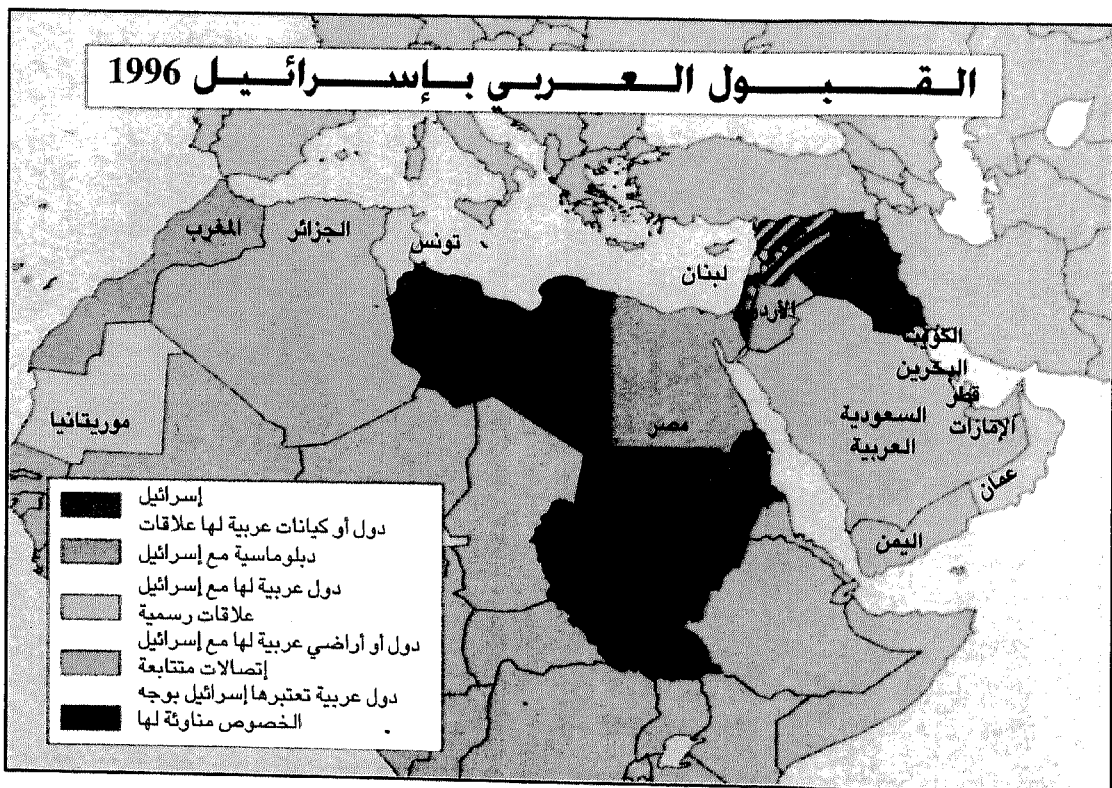 القبول العربي بإسرائيل 1996
المغرب
الجزائر
تونس
لبنان
الأردن
الكويت
البحرين
قطر
الإمارات
السعودية
العربية
عمان
اليمن
مصر
موريتانيا
إسرائيل
دول أو كيانات عربية لها علاقات
دبلوماسية مع إسرائيل
دول عربية لها مع إسرائيل
علاقات رسمية
دول أو أراضي عربية لها مع إسرائيل
إتصالات متتابعة
دول عربية تعتبرها إسرائيل بوجه
الخصوص مناوئة لها